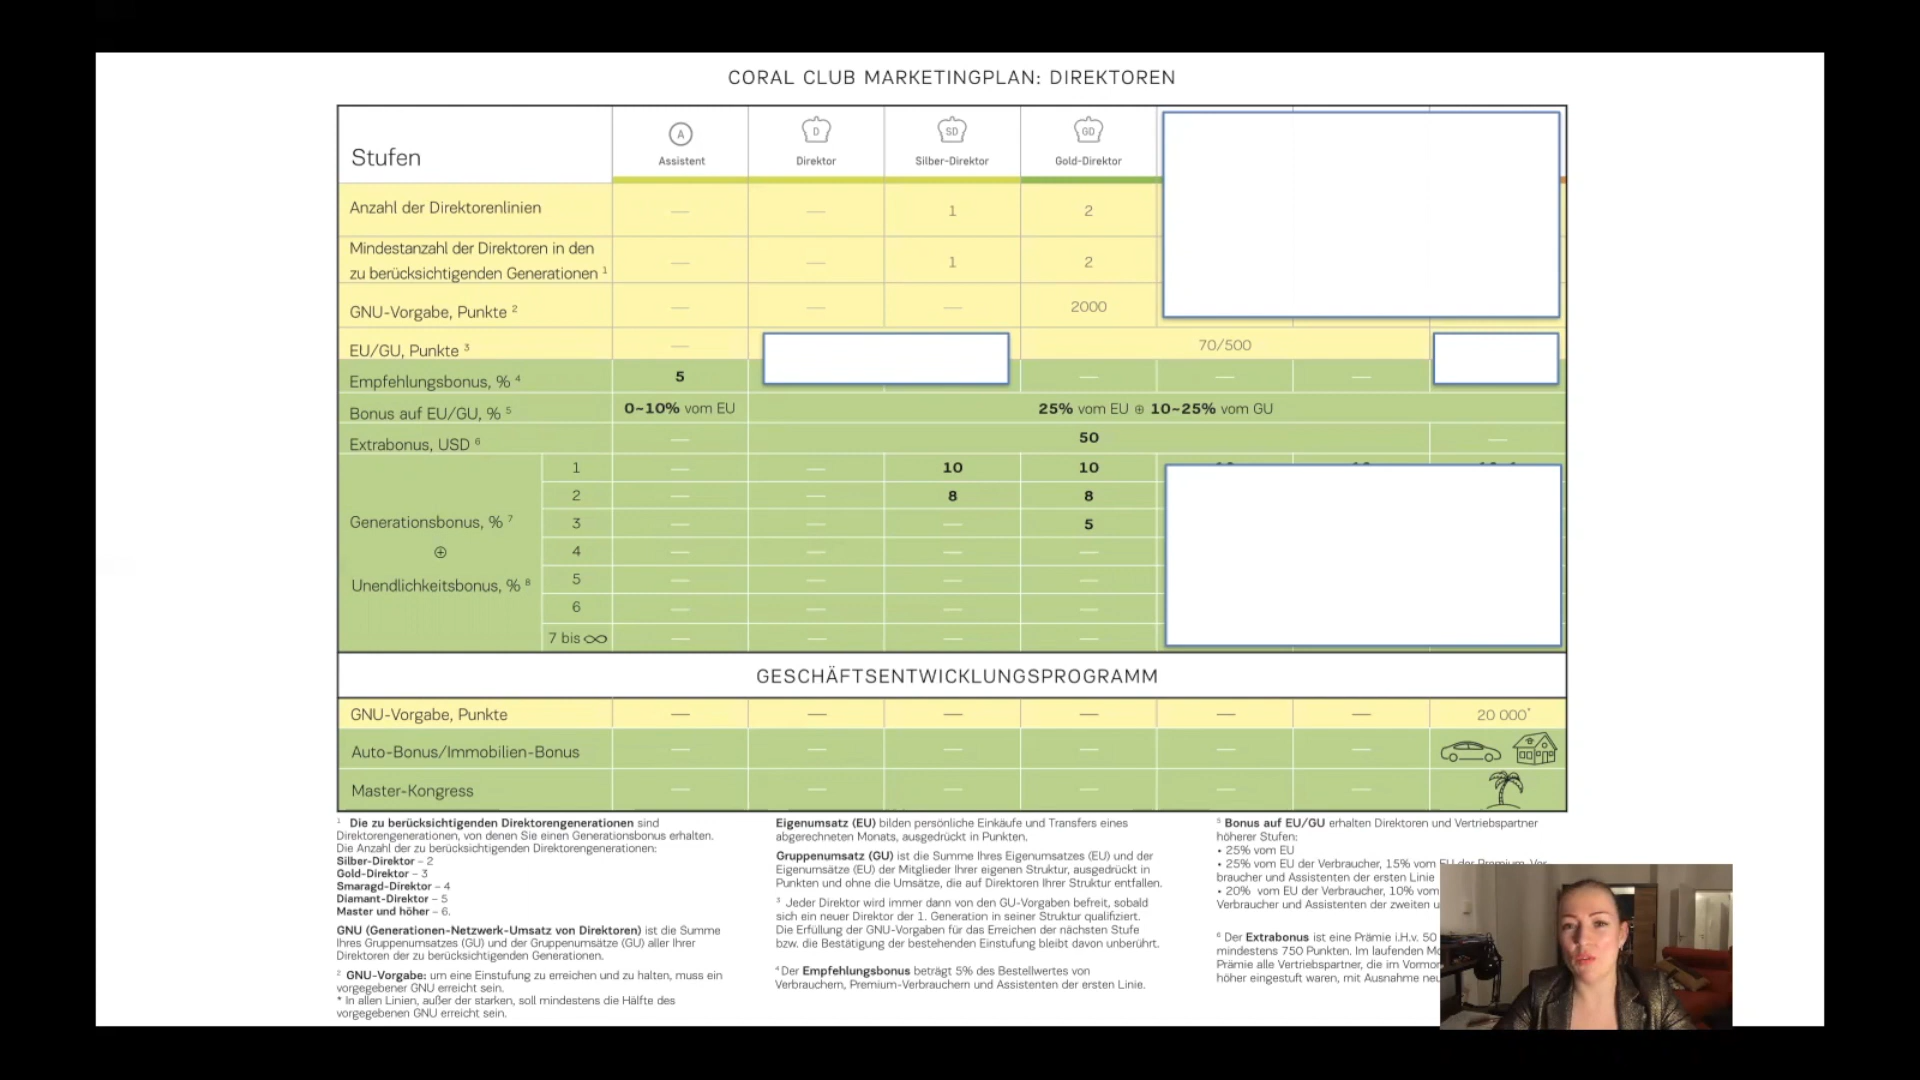 CORAL CLUB MARKETINGPLAN: DIREKTOREN
Stufen
A
Assistent
D
Direktor
SD
Silber-Direktor
GD
Gold-Direktor
Anzahl der Direktorenlinien — — 1 2
Mindestanzahl der Direktoren in den
zu berücksichtigenden Generationen 1 — — 1 2
GNU-Vorgabe, Punkte 2 — — — 2000
EU/GU, Punkte 3 — 70/500
Empfehlungsbonus, % 4 5 — — —
Bonus auf EU/GU, % 5 0~10% vom EU 25% vom EU ⊕ 10~25% vom GU
Extrabonus, USD 6 — 50 —
1 — — 10 10
2 — — 8 8
Generationsbonus, % 7
3 — — — 5
⊕
4 — — — —
Unendlichkeitsbonus, % 8
5 — — — —
6 — — — —
7 bis ∞ — — — —
GESCHÄFTSENTWICKLUNGSPROGRAMM
GNU-Vorgabe, Punkte — — — — — — 20 000*
Auto-Bonus/Immobilien-Bonus — — — — — —
Master-Kongress — — — — — —
1 Die zu berücksichtigenden Direktorengenerationen sind
Direktorengenerationen, von denen Sie einen Generationsbonus erhalten.
Die Anzahl der zu berücksichtigenden Direktorengenerationen:
Silber-Direktor – 2
Gold-Direktor – 3
Smaragd-Direktor – 4
Diamant-Direktor – 5
Master und höher – 6.
GNU (Generationen-Netzwerk-Umsatz von Direktoren) ist die Summe
Ihres Gruppenumsatzes (GU) und der Gruppenumsätze (GU) aller Ihrer
Direktoren der zu berücksichtigenden Generationen.
2 GNU-Vorgabe: um eine Einstufung zu erreichen und zu halten, muss ein
vorgegebener GNU erreicht sein.
* In allen Linien, außer der starken, soll mindestens die Hälfte des
vorgegebenen GNU erreicht sein.
Eigenumsatz (EU) bilden persönliche Einkäufe und Transfers eines
abgerechneten Monats, ausgedrückt in Punkten.
Gruppenumsatz (GU) ist die Summe Ihres Eigenumsatzes (EU) und der
Eigenumsätze (EU) der Mitglieder Ihrer eigenen Struktur, ausgedrückt in
Punkten und ohne die Umsätze, die auf Direktoren Ihrer Struktur entfallen.
3 Jeder Direktor wird immer dann von den GU-Vorgaben befreit, sobald
sich ein neuer Direktor der 1. Generation in seiner Struktur qualifiziert.
Die Erfüllung der GNU-Vorgaben für das Erreichen der nächsten Stufe
bzw. die Bestätigung der bestehenden Einstufung bleibt davon unberührt.
4 Der Empfehlungsbonus beträgt 5% des Bestellwertes von
Verbrauchern, Premium-Verbrauchern und Assistenten der ersten Linie.
5 Bonus auf EU/GU erhalten Direktoren und Vertriebspartner
höherer Stufen:
• 25% vom EU
• 25% vom EU der Verbraucher, 15% vom EU der Premium-Ver
braucher und Assistenten der ersten Linie
• 20% vom EU der Verbraucher, 10% vom
Verbraucher und Assistenten der zweiten u
6 Der Extrabonus ist eine Prämie i.H.v. 50
mindestens 750 Punkten. Im laufenden Mo
Prämie alle Vertriebspartner, die im Vormon
höher eingestuft waren, mit Ausnahme neu